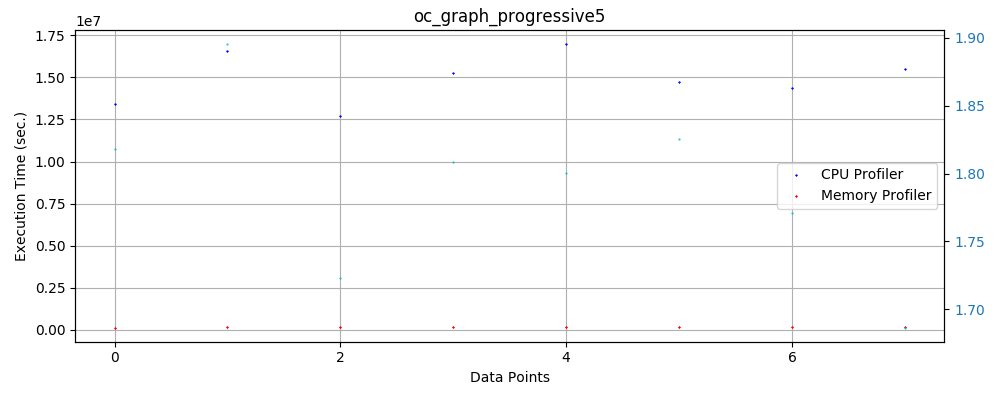 oc_graph_progressive5
1e7
1.75
1.50
1.25
1.00
0.75
0.50
0.25
0.00
Execution Time (sec.)
1.90
1.85
1.80
1.75
1.70
CPU Profiler
Memory Profiler
0
2
4
6
Data Points